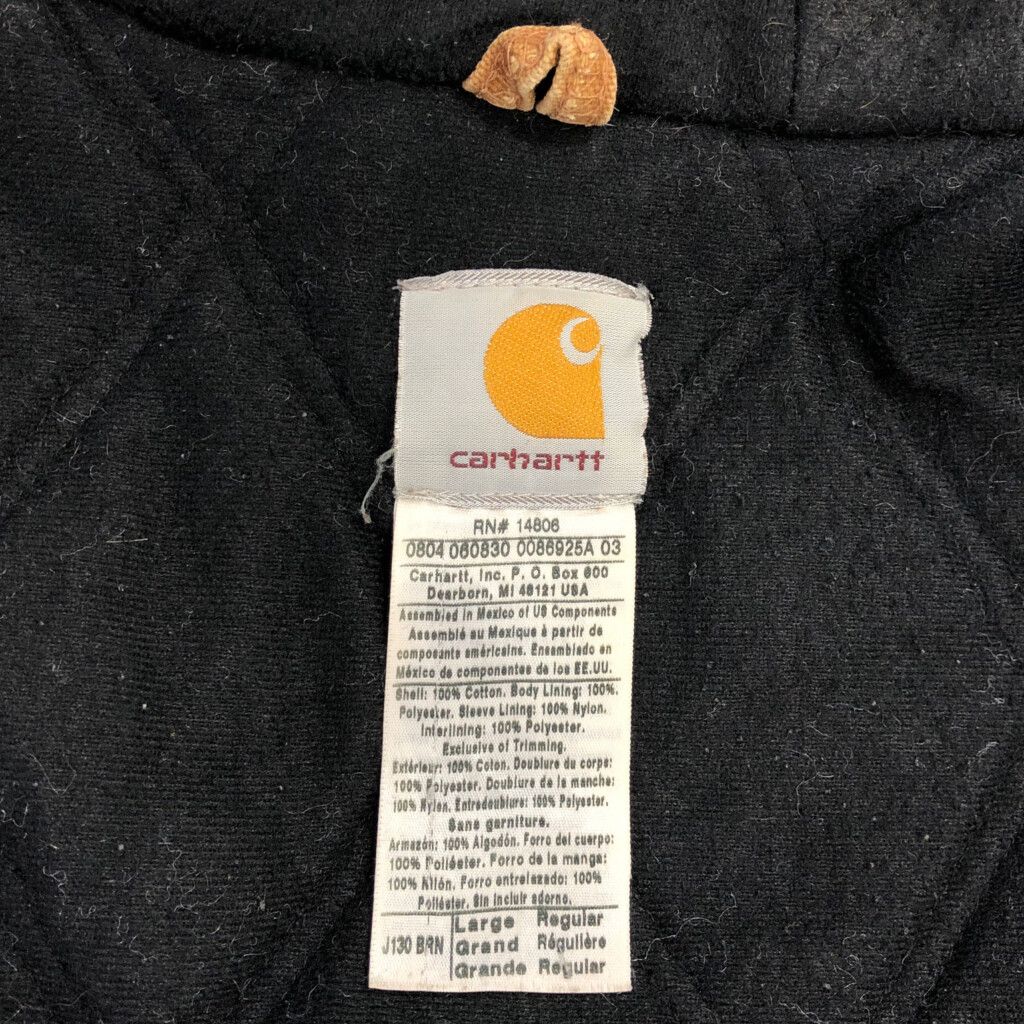 carhartt
RN# 14806
0804 060830 0086925A 03
Carhartt, Inc. P. O. Box 600
Dearborn, MI 48121 USA
Assembled in Mexico of US Components
Assemblé au Mexique à partir de
composants américains. Ensamblado en
México de componentes de los EE.UU.
Shell: 100% Cotton. Body Lining: 100%.
Polyester. Sleeve Lining: 100% Nylon.
Interlining: 100% Polyester.
Exclusive of Trimming.
Extérieur: 100% Coton. Doublure du corps:
100% Polyester. Doublure de la manche:
100% Nylon. Entredoublure: 100% Polyester.
Sans garniture.
Armazón: 100% Algodón. Forro del cuerpo:
100% Poliéster. Forro de la manga:
100% Nilón. Forro entrelazado: 100%
Poliéster. Sin incluir adorno.
J130 BRN
Large Regular
Grand Régulière
Grande Regular